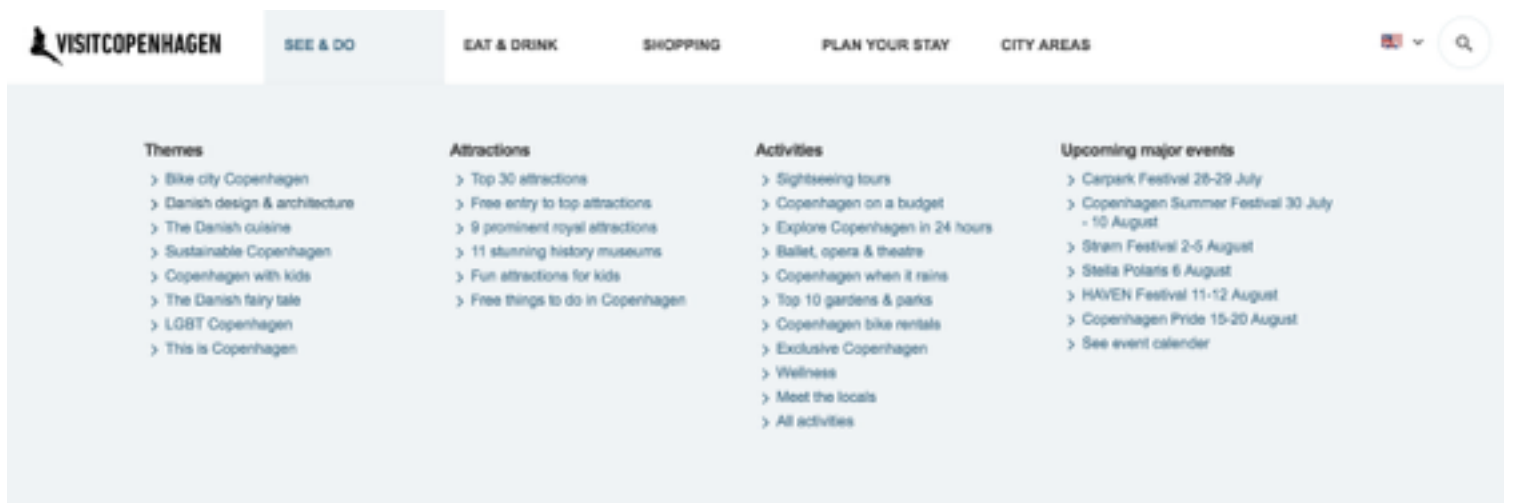 VISITCOPENHAGEN
SEE & DO
EAT & DRINK
SHOPPING
PLAN YOUR STAY
CITY AREAS
Themes
Bike city Copenhagen
Danish design & architecture
The Danish cuisine
Sustainable Copenhagen
Copenhagen with kids
The Danish fairy tale
LGBT Copenhagen
This is Copenhagen
Attractions
Top 30 attractions
Free entry to top attractions
9 prominent royal attractions
11 stunning history museums
Fun attractions for kids
Free things to do in Copenhagen
Activities
Sightseeing tours
Copenhagen on a budget
Explore Copenhagen in 24 hours
Ballet, opera & theatre
Copenhagen when it rains
Top 10 gardens & parks
Copenhagen bike rentals
Exclusive Copenhagen
Wellness
Meet the locals
All activities
Upcoming major events
Carpark Festival 28-29 July
Copenhagen Summer Festival 30 July
- 10 August
Strøm Festival 2-5 August
Stella Polaris 6 August
HAVEN Festival 11-12 August
Copenhagen Pride 15-20 August
See event calender